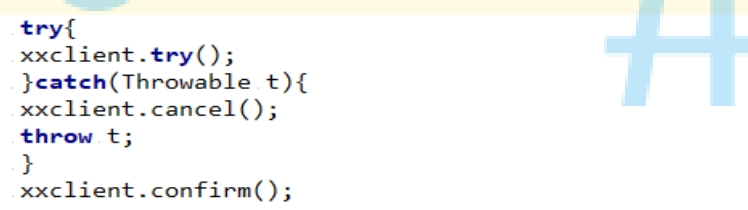 try{
xxclient.try();
}catch(Throwable t){
xxclient.cancel();
throw t;
}
xxclient.confirm();